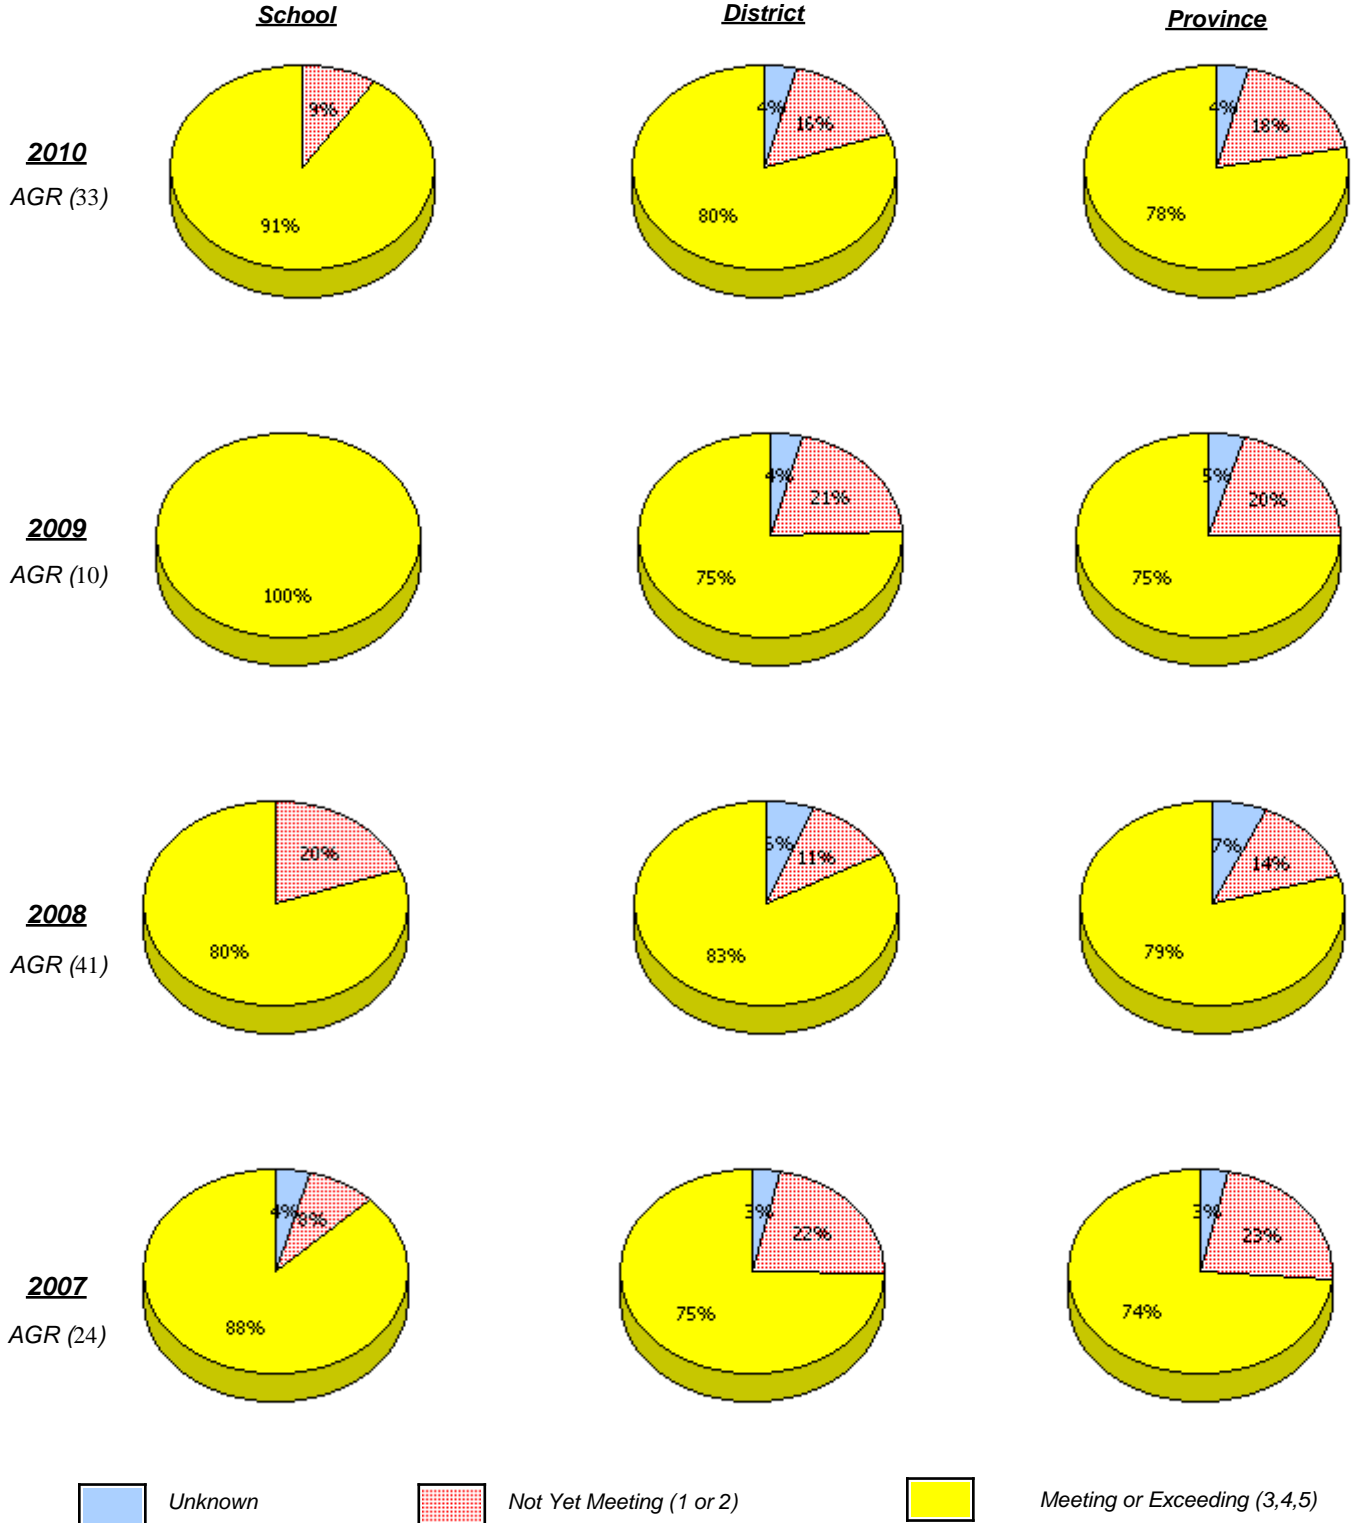 School District Province
9% 4% 16% 4% 18%
2010
AGR (33)
91% 80% 78%
4% 21% 5% 20%
2009
AGR (10)
100% 75% 75%
20% 5% 11% 7% 14%
2008
AGR (41)
80% 83% 79%
4% 8% 3% 22% 3% 23%
2007
AGR (24)
88% 75% 74%
Unknown Not Yet Meeting (1 or 2) Meeting or Exceeding (3,4,5)